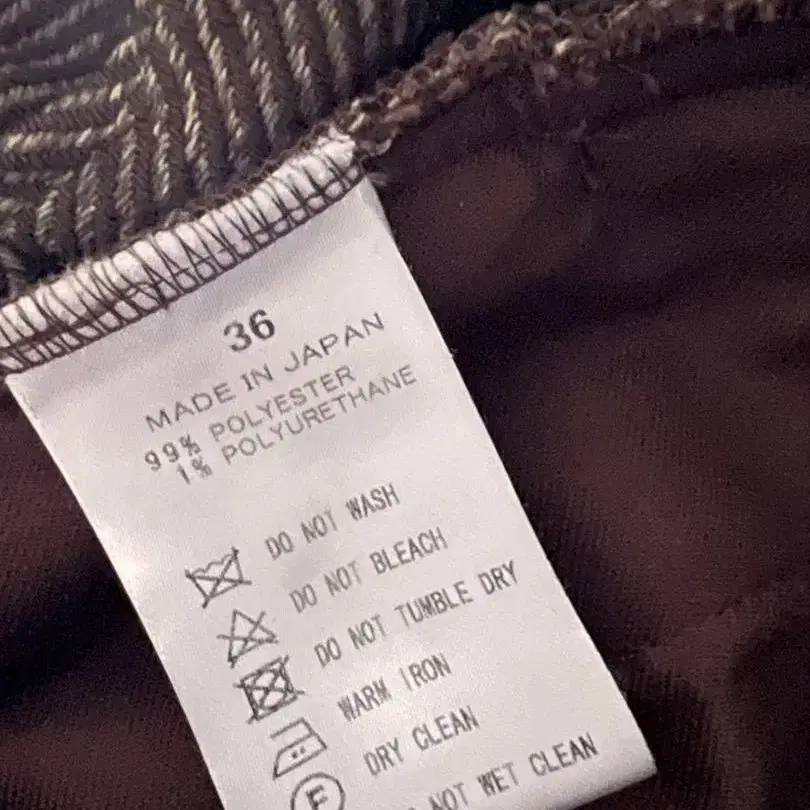 36
MADE IN JAPAN
99% POLYESTER
1% POLYURETHANE
DO NOT WASH
DO NOT BLEACH
DO NOT TUMBLE DRY
WARM IRON
DRY CLEAN
F
NOT WET CLEAN